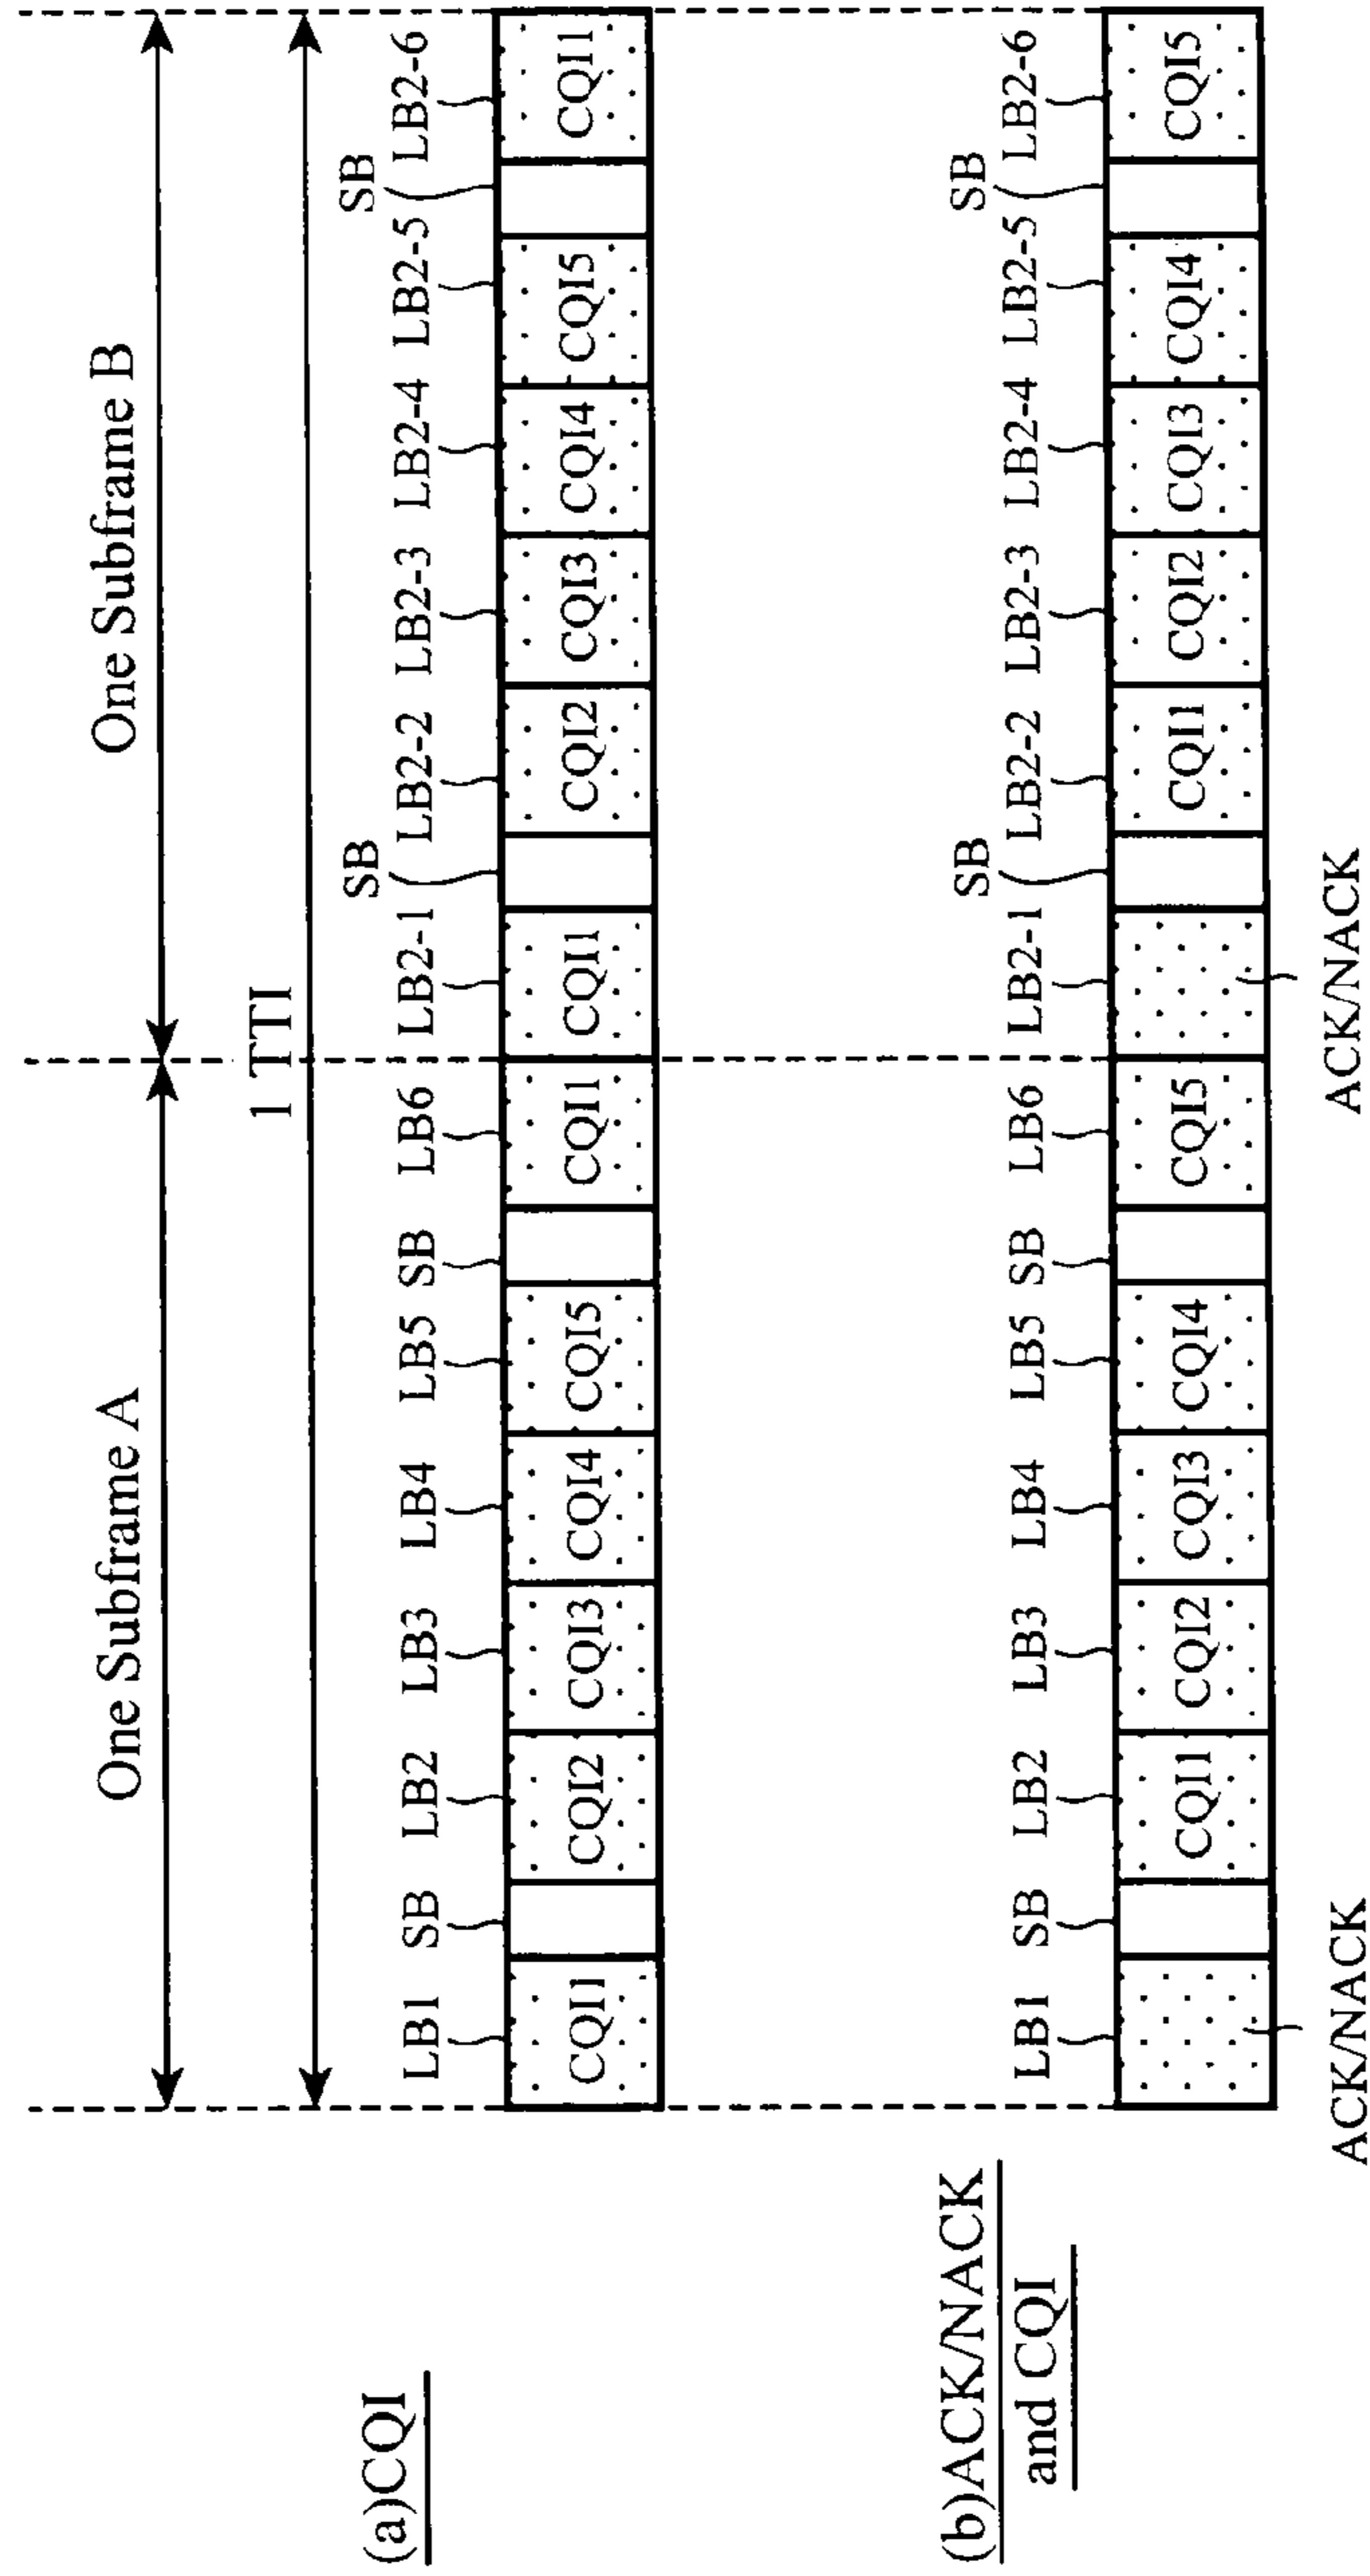 One Subframe A
One Subframe B
1 TTI
(a)CQI
LB1 SB LB2 LB3 LB4 LB5 SB LB6 LB2-1 SB LB2-2 LB2-3 LB2-4 LB2-5 SB LB2-6
CQI1 CQI2 CQI3 CQI4 CQI5 CQI1 CQI1 CQI2 CQI3 CQI4 CQI5 CQI1
(b)ACK/NACK
and CQI
LB1 SB LB2 LB3 LB4 LB5 SB LB6 LB2-1 SB LB2-2 LB2-3 LB2-4 LB2-5 SB LB2-6
CQI1 CQI2 CQI3 CQI4 CQI5 CQI1 CQI2 CQI3 CQI4 CQI5
ACK/NACK
ACK/NACK